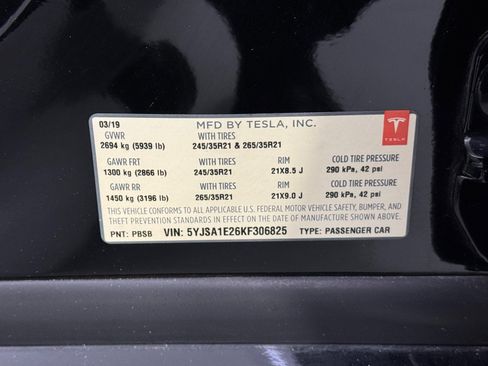 03/19 MFD BY TESLA, INC.
GVWR WITH TIRES
2694 kg (5939 lb) 245/35R21 & 265/35R21
TESLA
GAWR FRT WITH TIRES RIM COLD TIRE PRESSURE
1300 kg (2866 lb) 245/35R21 21X8.5 J 290 kPa, 42 psi
GAWR RR WITH TIRES RIM COLD TIRE PRESSURE
1450 kg (3196 lb) 265/35R21 21X9.0 J 290 kPa, 42 psi
THIS VEHICLE CONFORMS TO ALL APPLICABLE U.S. FEDERAL MOTOR VEHICLE SAFETY, BUMPER, AND
THEFT PREVENTION STANDARDS IN EFFECT ON THE DATE OF MANUFACTURE SHOWN ABOVE.
PNT: PBSB VIN: 5YJSA1E26KF306825 TYPE: PASSENGER CAR